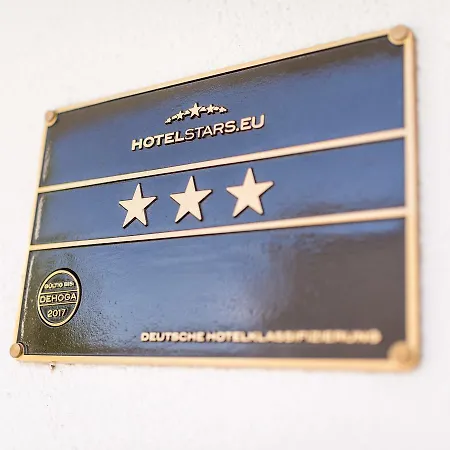 HOTELSTARS.EU
GÜLTIG BIS:
DEHOGA
2017
DEUTSCHE HOTELKLASSIFIZIERUNG